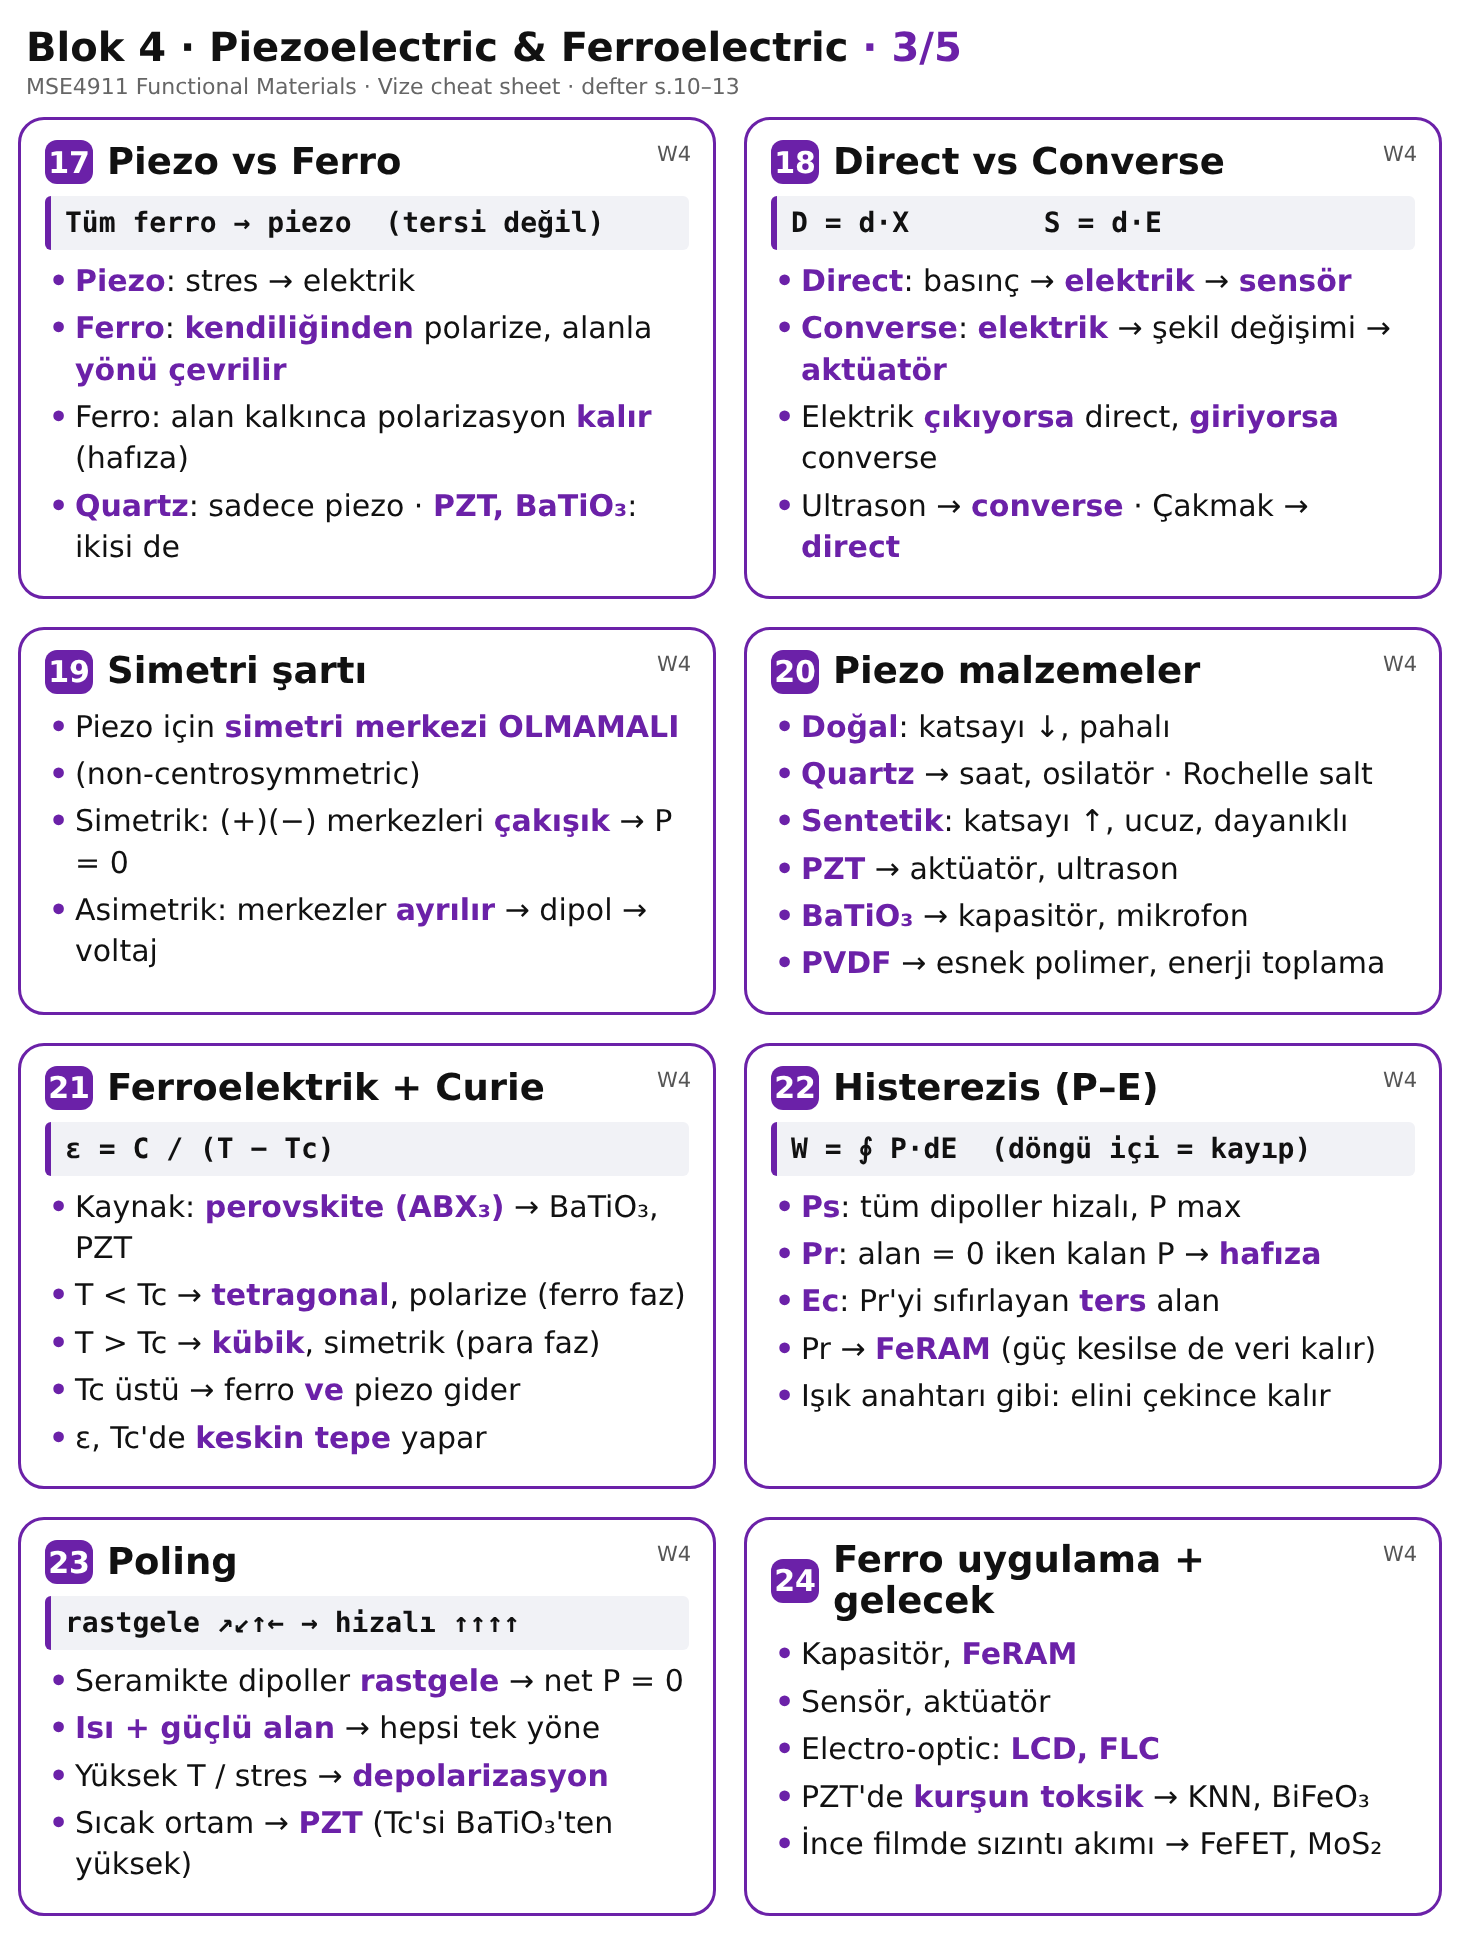 Blok 4 · Piezoelectric & Ferroelectric · 3/5
MSE4911 Functional Materials · Vize cheat sheet · defter s.10–13
17 Piezo vs Ferro W4
Tüm ferro → piezo (tersi değil)
• Piezo: stres → elektrik
• Ferro: kendiliğinden polarize, alanla
yönü çevrilir
• Ferro: alan kalkınca polarizasyon kalır
(hafıza)
• Quartz: sadece piezo · PZT, BaTiO₃:
ikisi de
18 Direct vs Converse W4
D = d·X S = d·E
• Direct: basınç → elektrik → sensör
• Converse: elektrik → şekil değişimi →
aktüatör
• Elektrik çıkıyorsa direct, giriyorsa
converse
• Ultrason → converse · Çakmak →
direct
19 Simetri şartı W4
• Piezo için simetri merkezi OLMAMALI
• (non-centrosymmetric)
• Simetrik: (+)(−) merkezleri çakışık → P
= 0
• Asimetrik: merkezler ayrılır → dipol →
voltaj
20 Piezo malzemeler W4
• Doğal: katsayı ↓, pahalı
• Quartz → saat, osilatör · Rochelle salt
• Sentetik: katsayı ↑, ucuz, dayanıklı
• PZT → aktüatör, ultrason
• BaTiO₃ → kapasitör, mikrofon
• PVDF → esnek polimer, enerji toplama
21 Ferroelektrik + Curie W4
ε = C / (T − Tc)
• Kaynak: perovskite (ABX₃) → BaTiO₃,
PZT
• T < Tc → tetragonal, polarize (ferro faz)
• T > Tc → kübik, simetrik (para faz)
• Tc üstü → ferro ve piezo gider
• ε, Tc'de keskin tepe yapar
22 Histerezis (P–E) W4
W = ∮ P·dE (döngü içi = kayıp)
• Ps: tüm dipoller hizalı, P max
• Pr: alan = 0 iken kalan P → hafıza
• Ec: Pr'yi sıfırlayan ters alan
• Pr → FeRAM (güç kesilse de veri kalır)
• Işık anahtarı gibi: elini çekince kalır
23 Poling W4
rastgele ↗↙↑← → hizalı ↑↑↑↑
• Seramikte dipoller rastgele → net P = 0
• Isı + güçlü alan → hepsi tek yöne
• Yüksek T / stres → depolarizasyon
• Sıcak ortam → PZT (Tc'si BaTiO₃'ten
yüksek)
24 Ferro uygulama + W4
gelecek
• Kapasitör, FeRAM
• Sensör, aktüatör
• Electro-optic: LCD, FLC
• PZT'de kurşun toksik → KNN, BiFeO₃
• İnce filmde sızıntı akımı → FeFET, MoS₂